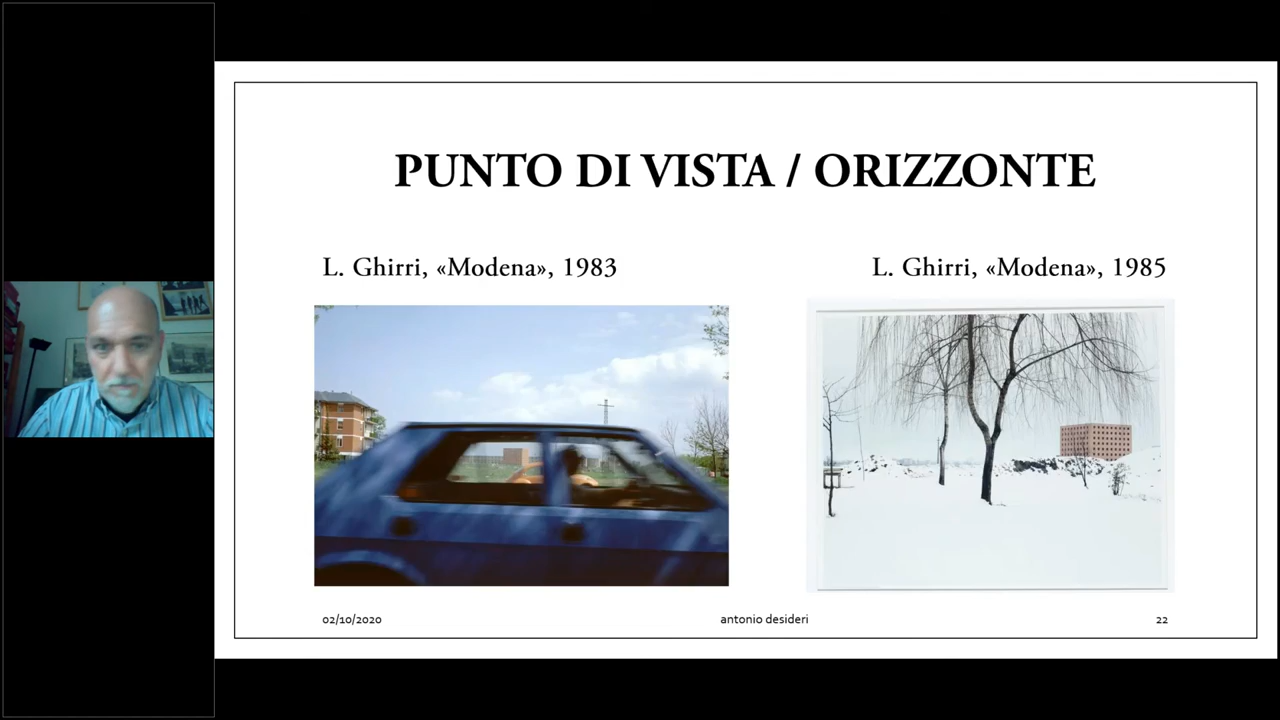 PUNTO DI VISTA / ORIZZONTE
L. Ghirri, «Modena», 1983
L. Ghirri, «Modena», 1985
02/10/2020
antonio desideri
22